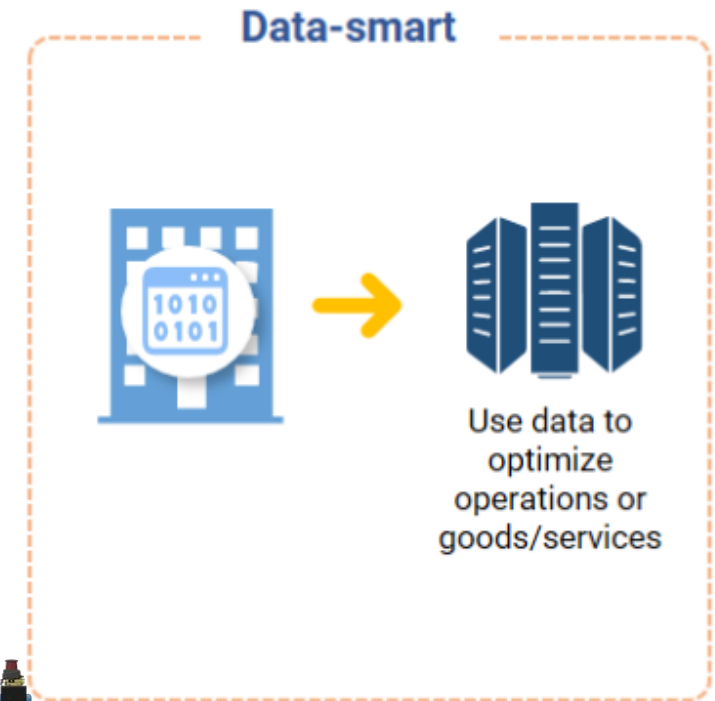 Data-smart
1010
0101
Use data to
optimize
operations or
goods/services